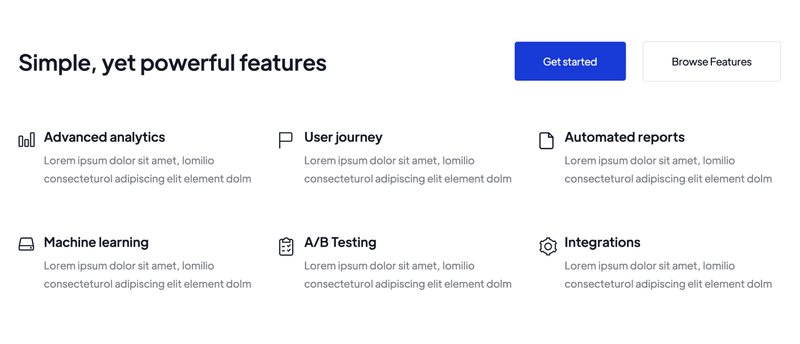 Simple, yet powerful features
Get started
Browse Features
Advanced analytics
Lorem ipsum dolor sit amet, lomilio
consecteturol adipiscing elit element dolm
User journey
Lorem ipsum dolor sit amet, lomilio
consecteturol adipiscing elit element dolm
Automated reports
Lorem ipsum dolor sit amet, lomilio
consecteturol adipiscing elit element dolm
Machine learning
Lorem ipsum dolor sit amet, lomilio
consecteturol adipiscing elit element dolm
A/B Testing
Lorem ipsum dolor sit amet, lomilio
consecteturol adipiscing elit element dolm
Integrations
Lorem ipsum dolor sit amet, lomilio
consecteturol adipiscing elit element dolm